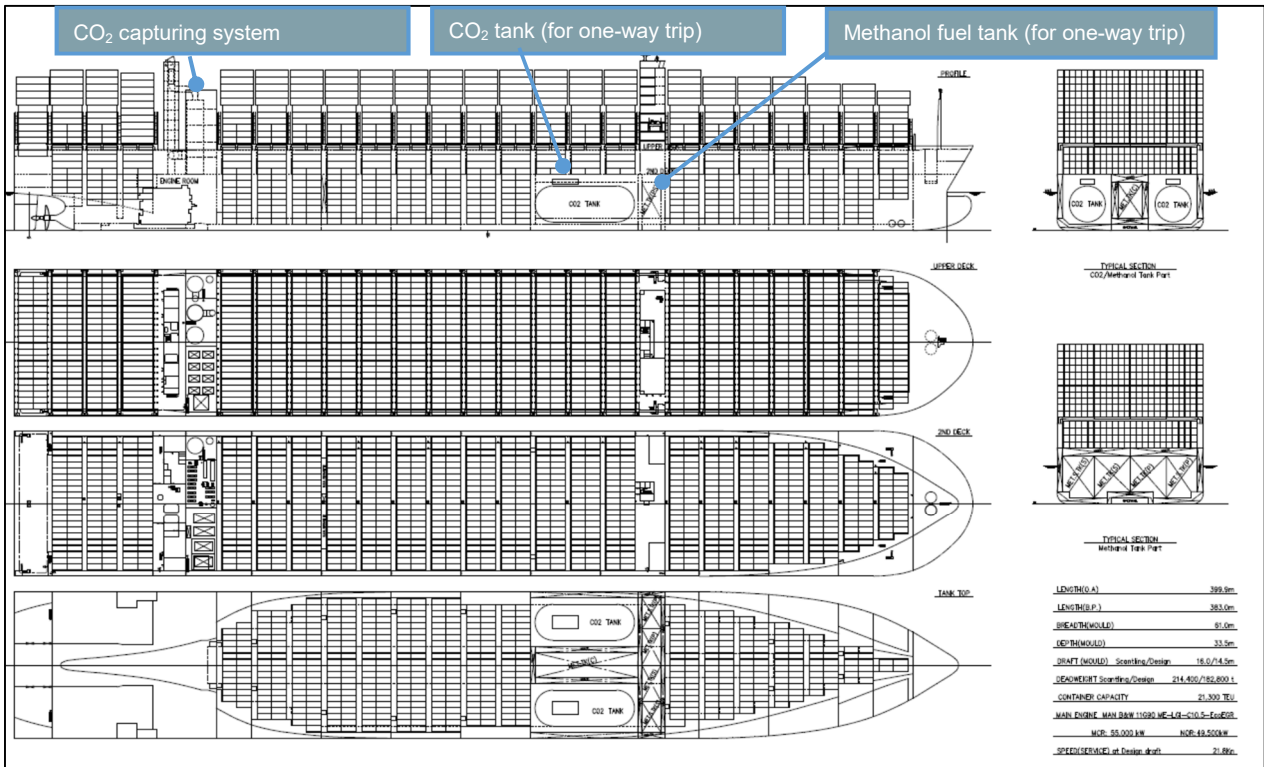 CO₂ capturing system
CO₂ tank (for one-way trip)
Methanol fuel tank (for one-way trip)
PROFILE
UPPER DECK
2ND DECK
ENGINE ROOM
CO2 TANK
CO2 TANK
CO2 TANK
TYPICAL SECTION
CO2/Methanol Tank Part
UPPER DECK
2ND DECK
TYPICAL SECTION
Methanol Tank Part
TANK TOP
CO2 TANK
MET.TK(C)
CO2 TANK
LENGTH(O.A) 399.9m
LENGTH(B.P.) 383.0m
BREADTH(MOULD) 61.0m
DEPTH(MOULD) 33.5m
DRAFT (MOULD) Scantling/Design 16.0/14.5m
DEADWEIGHT Scantling/Design 214,400/182,800 t
CONTAINER CAPACITY 21,300 TEU
MAIN ENGINE MAN B&W 11G90 ME-LGI-C10.5-EcoEGR
MCR: 55,000 kW NOR: 49,500kW
SPEED(SERVICE) at Design draft 21.8Kn